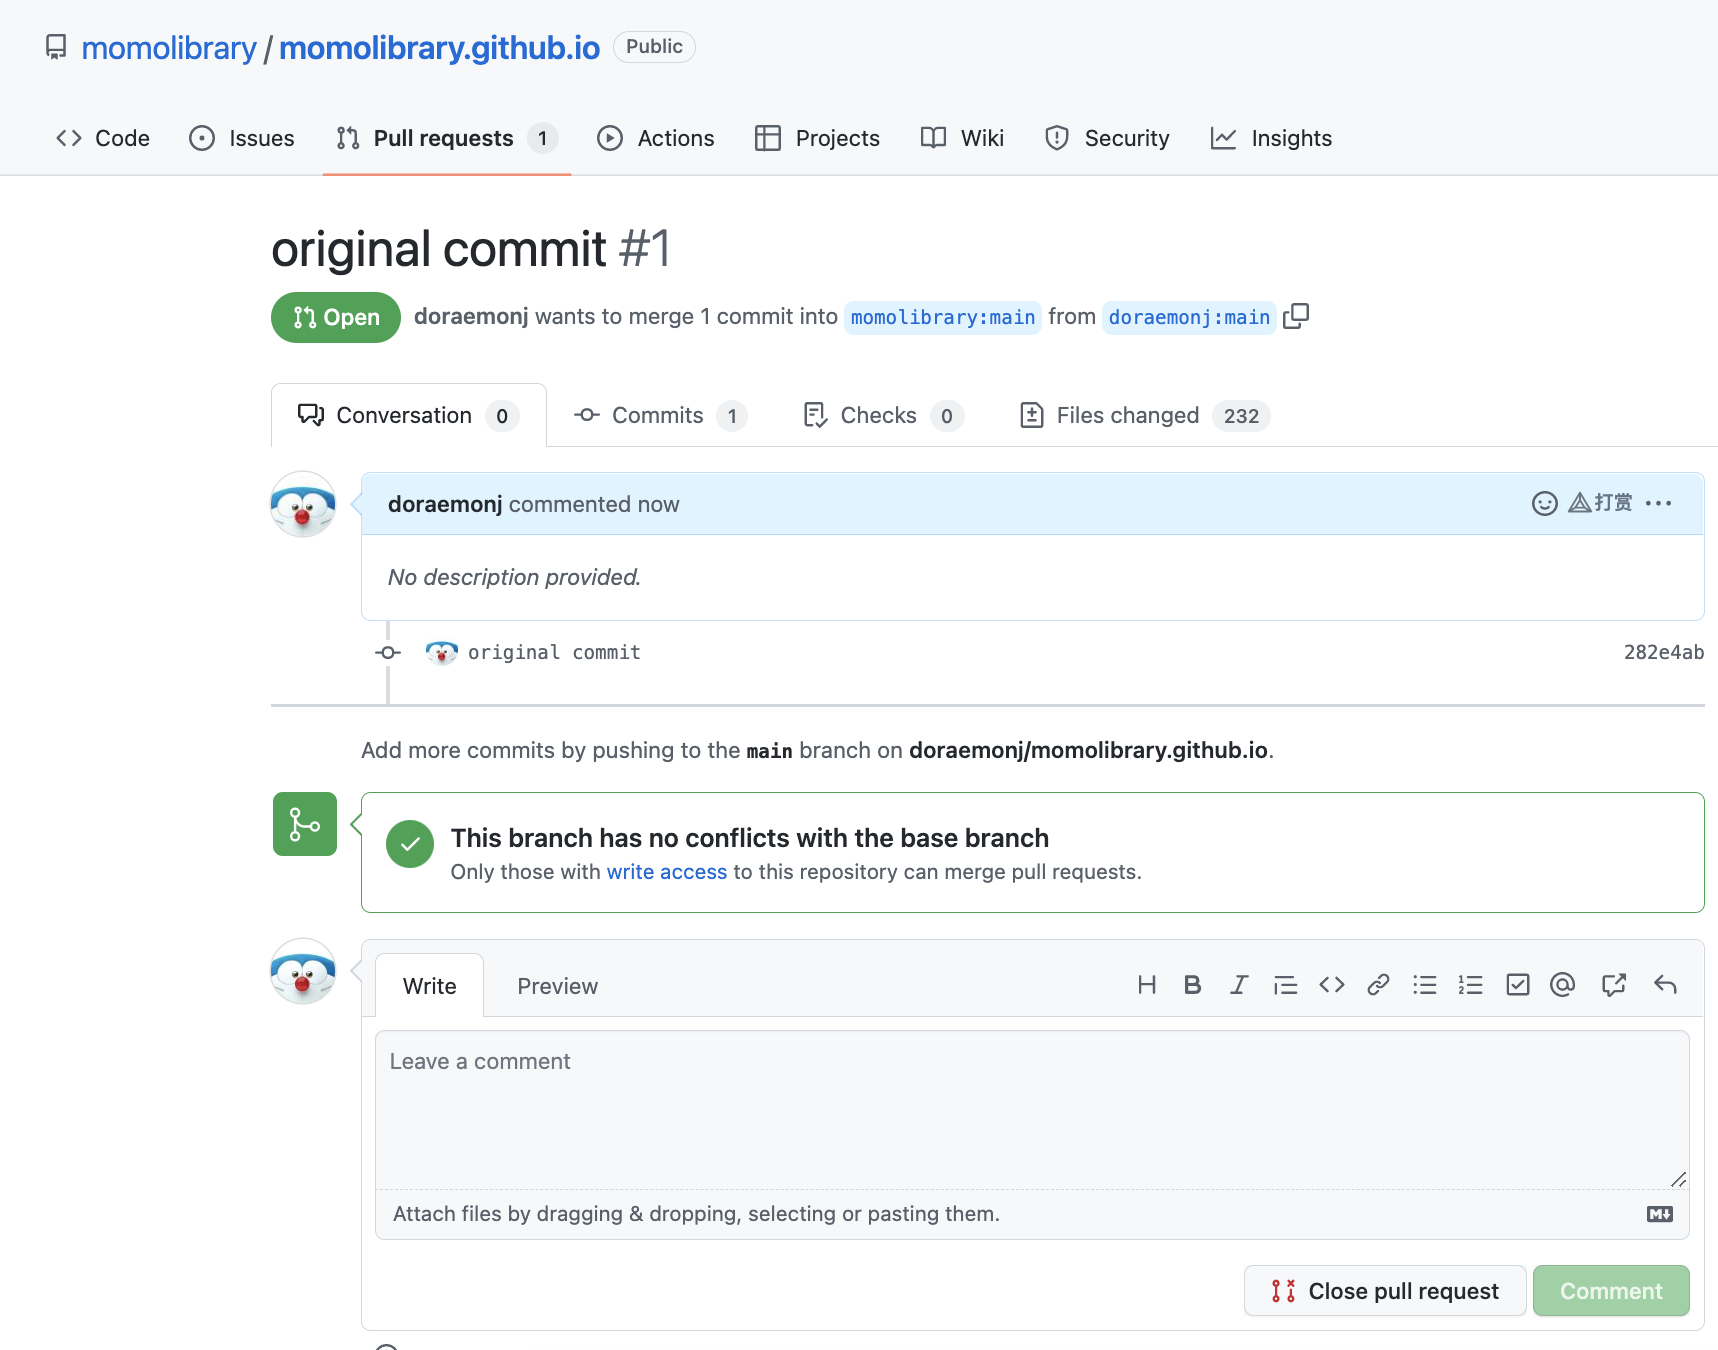 momolibrary / momolibrary.github.io Public
Code Issues Pull requests 1 Actions Projects Wiki Security Insights
original commit #1
Open doraemonj wants to merge 1 commit into momolibrary:main from doraemonj:main
Conversation 0 Commits 1 Checks 0 Files changed 232
doraemonj commented now 打赏 ...
No description provided.
original commit 282e4ab
Add more commits by pushing to the main branch on doraemonj/momolibrary.github.io.
This branch has no conflicts with the base branch
Only those with write access to this repository can merge pull requests.
Write Preview
Leave a comment
Attach files by dragging & dropping, selecting or pasting them.
Close pull request Comment